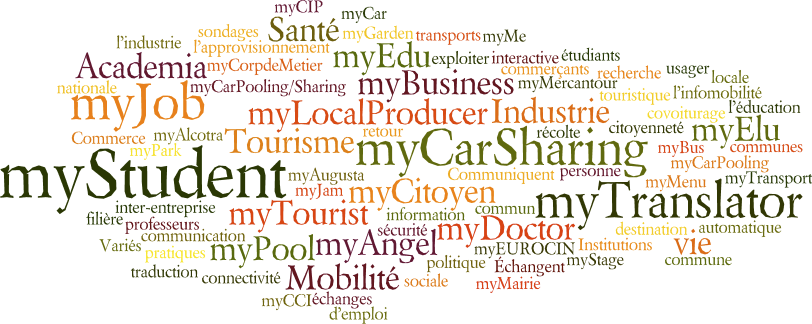 myCIP
myCar
sondages
Santé
myGarden
transports
myMe
l'industrie
l'approvisionnement
myEdu
exploiter
interactive
étudiants
Academia
myCorpdeMetier
commerçants
recherche
usager
locale
nationale
myCarPooling/Sharing
myBusiness
myMercantour
touristique
l'infomobilité
myJob
myLocalProducer
Industrie
covoiturage
l'éducation
Commerce
myAlcotra
Tourisme
retour
myCarSharing
récolte
citoyenneté
myElu
myPark
myBus
communes
myStudent
myAugusta
Communiquent
personne
myCarPooling
myJam
myCitoyen
myTranslator
myMenu
myTransport
inter-entreprise
filière
professeurs
myTourist
information
commun
myDoctor
destination
automatique
Variés
communication
pratiques
myPool
myAngel
sécurité
myEUROCIN
Institutions
vie
commune
traduction
connectivité
Mobilité
politique
sociale
Échangent
myStage
myMairie
myCCI
échanges
d'emploi